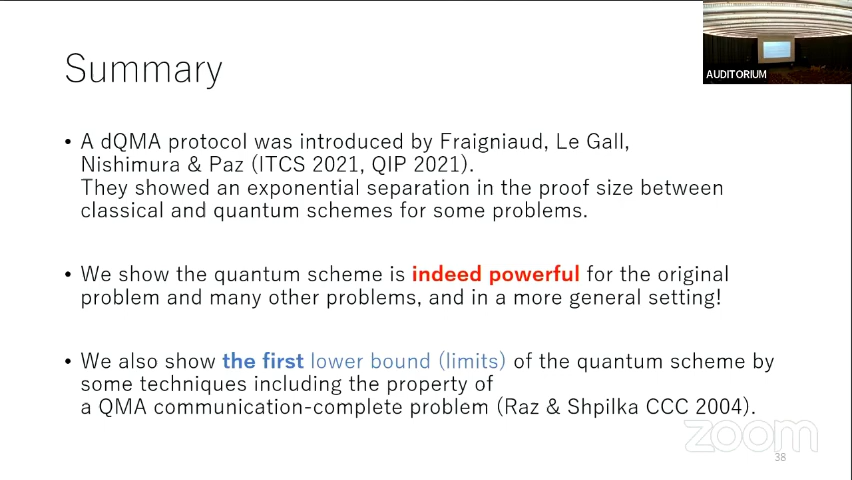 AUDITORIUM
Summary
• A dQMA protocol was introduced by Fraigniaud, Le Gall,
Nishimura & Paz (ITCS 2021, QIP 2021).
They showed an exponential separation in the proof size between
classical and quantum schemes for some problems.
• We show the quantum scheme is indeed powerful for the original
problem and many other problems, and in a more general setting!
• We also show the first lower bound (limits) of the quantum scheme by
some techniques including the property of
a QMA communication-complete problem (Raz & Shpilka CCC 2004).
zoom
38